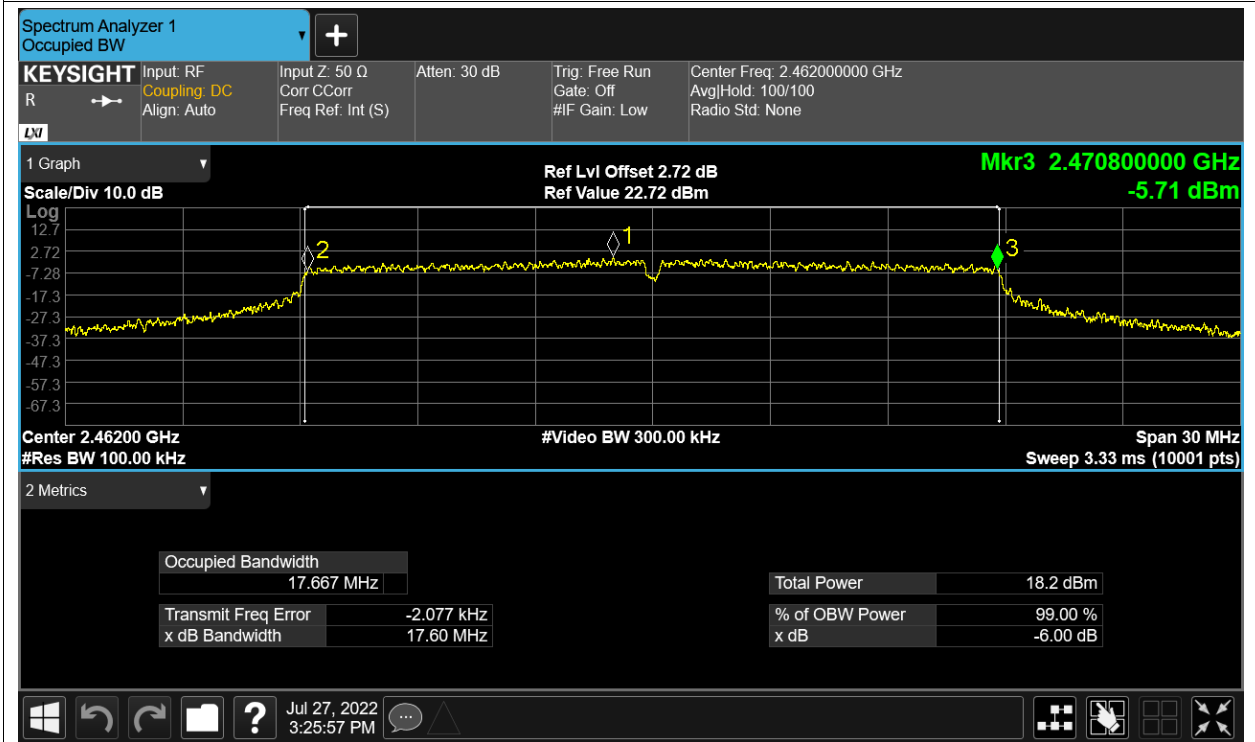 Spectrum Analyzer 1
Occupied BW
KEYSIGHT
R
LXI
Input: RF
Coupling: DC
Align: Auto
Input Z: 50 Ω
Corr CCorr
Freq Ref: Int (S)
Atten: 30 dB
Trig: Free Run
Gate: Off
#IF Gain: Low
Center Freq: 2.462000000 GHz
Avg|Hold: 100/100
Radio Std: None
1 Graph
Scale/Div 10.0 dB
Ref Lvl Offset 2.72 dB
Ref Value 22.72 dBm
Mkr3 2.470800000 GHz
-5.71 dBm
Log
12.7
2.72
-7.28
-17.3
-27.3
-37.3
-47.3
-57.3
-67.3
2
1
3
Center 2.46200 GHz
#Video BW 300.00 kHz
Span 30 MHz
#Res BW 100.00 kHz
Sweep 3.33 ms (10001 pts)
2 Metrics
Occupied Bandwidth
17.667 MHz
Total Power 18.2 dBm
Transmit Freq Error -2.077 kHz
% of OBW Power 99.00 %
x dB Bandwidth 17.60 MHz
x dB -6.00 dB
?
Jul 27, 2022
3:25:57 PM